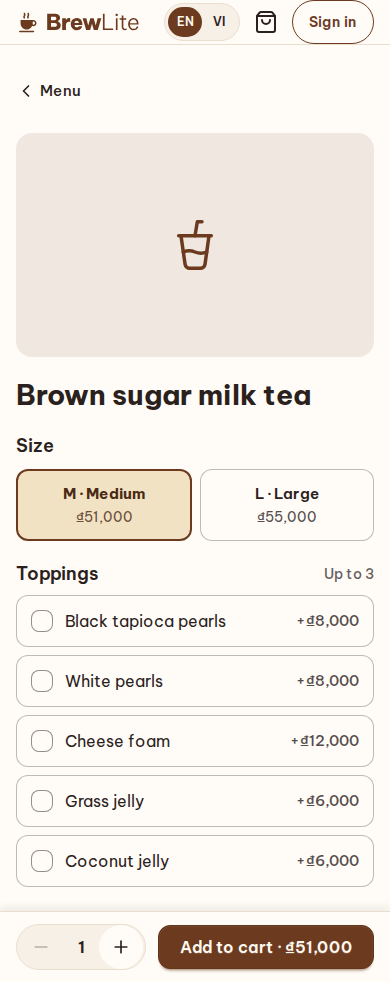 BrewLite
EN VI
Sign in
Menu
Brown sugar milk tea
Size
M · Medium
₫51,000
L · Large
₫55,000
Toppings
Up to 3
Black tapioca pearls +₫8,000
White pearls +₫8,000
Cheese foam +₫12,000
Grass jelly +₫6,000
Coconut jelly +₫6,000
1
Add to cart · ₫51,000